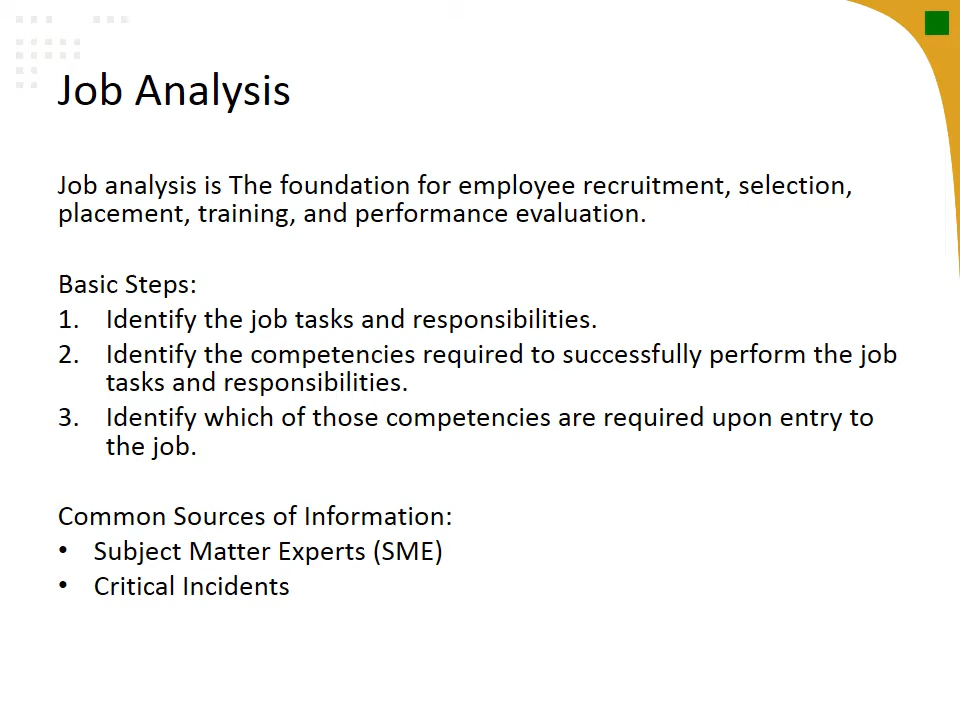 Job Analysis
Job analysis is The foundation for employee recruitment, selection,
placement, training, and performance evaluation.
Basic Steps:
1. Identify the job tasks and responsibilities.
2. Identify the competencies required to successfully perform the job
tasks and responsibilities.
3. Identify which of those competencies are required upon entry to
the job.
Common Sources of Information:
• Subject Matter Experts (SME)
• Critical Incidents